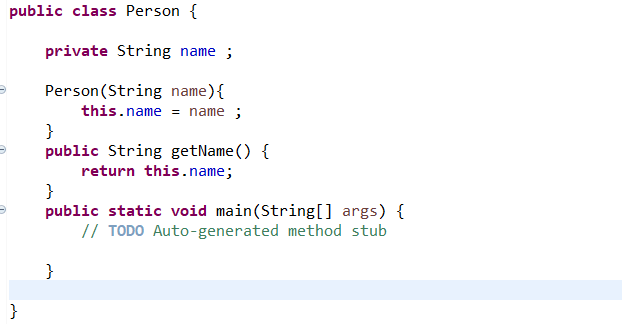 public class Person {
private String name ;
Person(String name){
this.name = name ;
}
public String getName() {
return this.name;
}
public static void main(String[] args) {
// TODO Auto-generated method stub
}
}